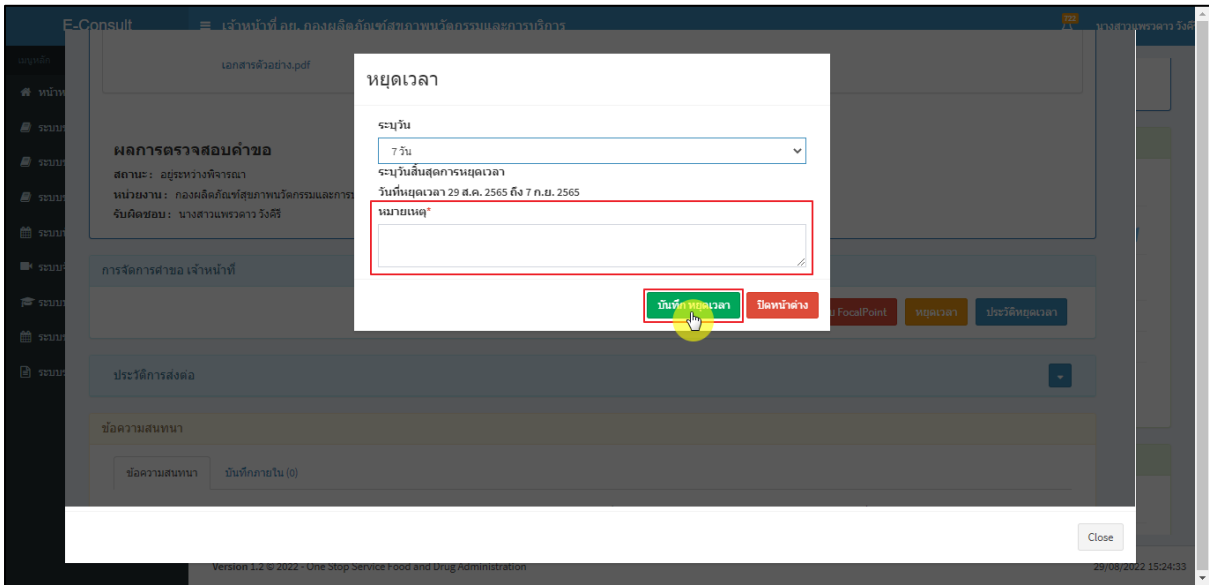 E-Consult
เจ้าหน้าที่ อย. กองผลิตภัณฑ์สุขภาพนวัตกรรมและการบริการ
722
นางสาวแพรวดาว วังคีรี
เมนูหลัก
เอกสารตัวอย่าง.pdf
หยุดเวลา
ระบุวัน
7 วัน
ระบุวันสิ้นสุดการหยุดเวลา
วันที่หยุดเวลา 29 ส.ค. 2565 ถึง 7 ก.ย. 2565
หมายเหตุ*
บันทึก หยุดเวลา
ปิดหน้าต่าง
ผลการตรวจสอบคำขอ
สถานะ : อยู่ระหว่างพิจารณา
หน่วยงาน : กองผลิตภัณฑ์สุขภาพนวัตกรรมและการ
รับผิดชอบ : นางสาวแพรวดาว วังคีรี
การจัดการคำขอ เจ้าหน้าที่
FocalPoint
หยุดเวลา
ประวัติหยุดเวลา
ประวัติการส่งต่อ
ข้อความสนทนา
ข้อความสนทนา
บันทึกภายใน (0)
Close
Version 1.2 © 2022 - One Stop Service Food and Drug Administration
29/08/2022 15:24:33